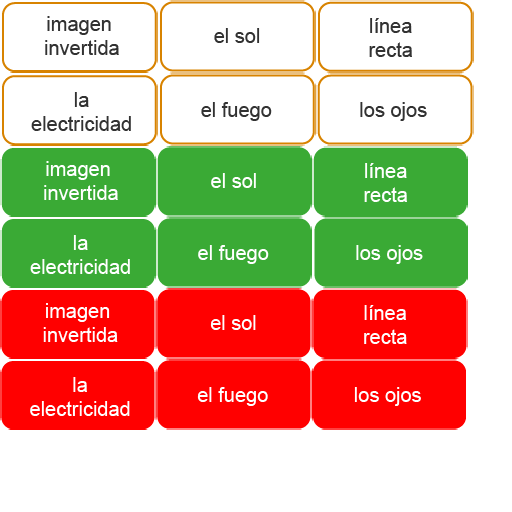 imagen
invertida
el sol
línea
recta
la
electricidad
el fuego
los ojos
imagen
invertida
el sol
línea
recta
la
electricidad
el fuego
los ojos
imagen
invertida
el sol
línea
recta
la
electricidad
el fuego
los ojos